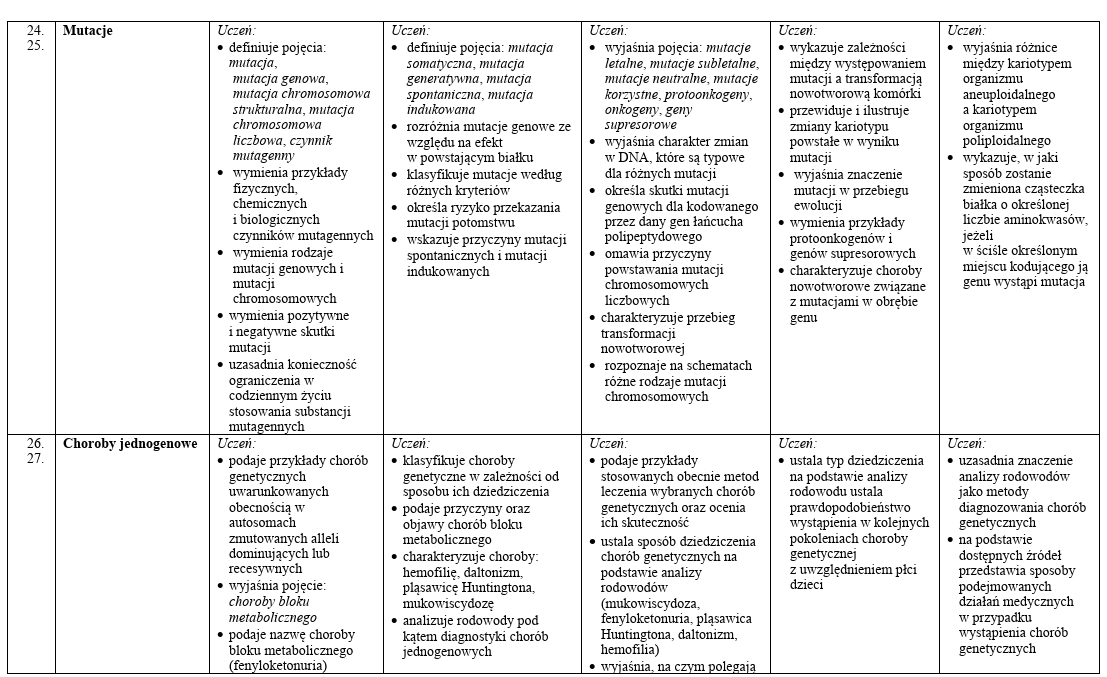 24.
25.
Mutacje
Uczeń:
• definiuje pojęcia:
mutacja,
mutacja genowa,
mutacja chromosomowa
strukturalna, mutacja
chromosomowa
liczbowa, czynnik
mutagenny
• wymienia przykłady
fizycznych,
chemicznych
i biologicznych
czynników mutagennych
• wymienia rodzaje
mutacji genowych i
mutacji
chromosomowych
• wymienia pozytywne
i negatywne skutki
mutacji
• uzasadnia konieczność
ograniczenia w
codziennym życiu
stosowania substancji
mutagennych
Uczeń:
• definiuje pojęcia: mutacja
somatyczna, mutacja
generatywna, mutacja
spontaniczna, mutacja
indukowana
• rozróżnia mutacje genowe ze
względu na efekt
w powstającym białku
• klasyfikuje mutacje według
różnych kryteriów
• określa ryzyko przekazania
mutacji potomstwu
• wskazuje przyczyny mutacji
spontanicznych i mutacji
indukowanych
Uczeń:
• wyjaśnia pojęcia: mutacje
letalne, mutacje subletalne,
mutacje neutralne, mutacje
korzystne, protoonkogeny,
onkogeny, geny
supresorowe
• wyjaśnia charakter zmian
w DNA, które są typowe
dla różnych mutacji
• określa skutki mutacji
genowych dla kodowanego
przez dany gen łańcucha
polipeptydowego
• omawia przyczyny
powstawania mutacji
chromosomowych
liczbowych
• charakteryzuje przebieg
transformacji
nowotworowej
• rozpoznaje na schematach
różne rodzaje mutacji
chromosomowych
• wykazuje zależności
między występowaniem
mutacji a transformacją
nowotworową komórki
• przewiduje i ilustruje
zmiany kariotypu
powstałe w wyniku
mutacji
• wyjaśnia znaczenie
mutacji w przebiegu
ewolucji
• wymienia przykłady
protoonkogenów i
genów supresorowych
• charakteryzuje choroby
nowotworowe związane
z mutacjami w obrębie
genu
• wyjaśnia różnice
między kariotypem
organizmu
aneuploidalnego
a kariotypem
organizmu
poliploidalnego
• wykazuje, w jaki
sposób zostanie
zmieniona cząsteczka
białka o określonej
liczbie aminokwasów,
jeżeli
w ściśle określonym
miejscu kodującego ją
genu wystąpi mutacja
26.
27.
Choroby jednogenowe
Uczeń:
• podaje przykłady chorób
genetycznych
uwarunkowanych
obecnością w
autosomach
zmutowanych alleli
dominujących lub
recesywnych
• wyjaśnia pojęcie:
choroby bloku
metabolicznego
• podaje nazwę choroby
bloku metabolicznego
(fenyloketonuria)
Uczeń:
• klasyfikuje choroby
genetyczne w zależności od
sposobu ich dziedziczenia
• podaje przyczyny oraz
objawy chorób bloku
metabolicznego
• charakteryzuje choroby:
hemofilię, daltonizm,
pląsawicę Huntingtona,
mukowiscydozę
• analizuje rodowody pod
kątem diagnostyki chorób
jednogenowych
Uczeń:
• podaje przykłady
stosowanych obecnie metod
leczenia wybranych chorób
genetycznych oraz ocenia
ich skuteczność
• ustala sposób dziedziczenia
chorób genetycznych na
podstawie analizy
rodowodów
(mukowiscydoza,
fenyloketonuria, pląsawica
Huntingtona, daltonizm,
hemofilia)
• wyjaśnia, na czym polegają
Uczeń:
• ustala typ dziedziczenia
na podstawie analizy
rodowodu ustala
prawdopodobieństwo
wystąpienia w kolejnych
pokoleniach choroby
genetycznej
z uwzględnieniem płci
dzieci
Uczeń:
• uzasadnia znaczenie
analizy rodowodów
jako metody
diagnozowania chorób
genetycznych
• na podstawie
dostępnych źródeł
przedstawia sposoby
podejmowanych
działań medycznych
w przypadku
wystąpienia chorób
genetycznych